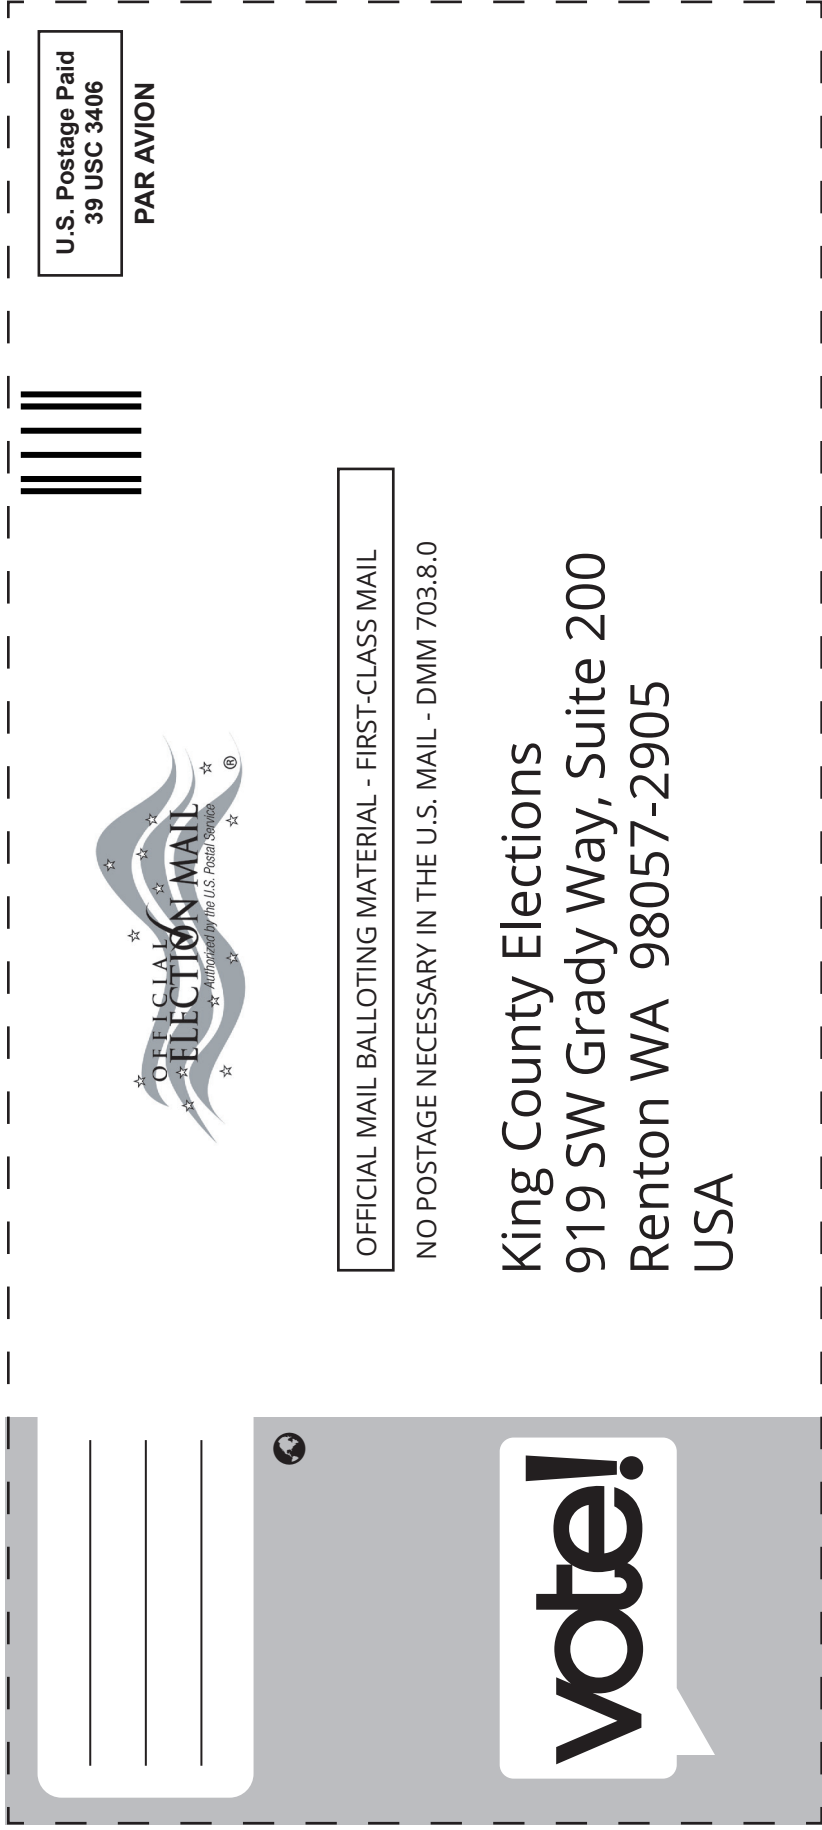 U.S. Postage Paid
39 USC 3406
PAR AVION
OFFICIAL
ELECTION MAIL
Authorized by the U.S. Postal Service
®
OFFICIAL MAIL BALLOTING MATERIAL - FIRST-CLASS MAIL
NO POSTAGE NECESSARY IN THE U.S. MAIL - DMM 703.8.0
King County Elections
919 SW Grady Way, Suite 200
Renton WA 98057-2905
USA
vote!